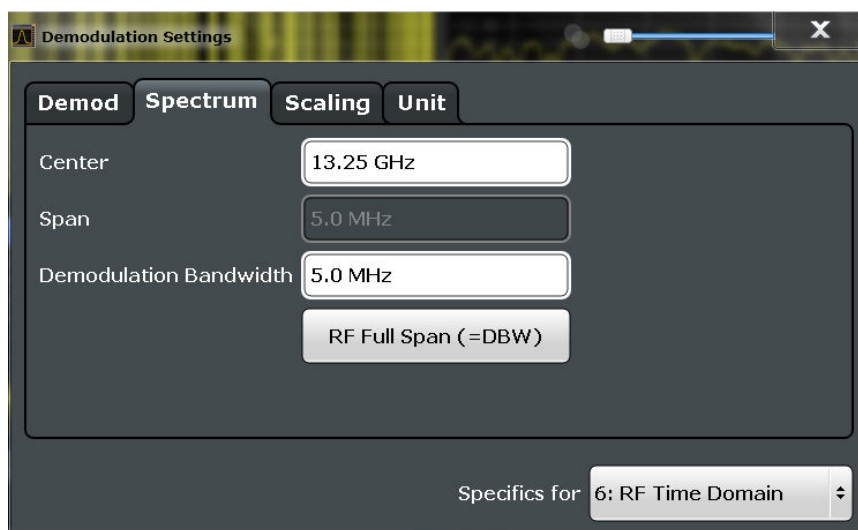 Demodulation Settings
X
Demod Spectrum Scaling Unit
Center 13.25 GHz
Span 5.0 MHz
Demodulation Bandwidth 5.0 MHz
RF Full Span (=DBW)
Specifics for 6: RF Time Domain